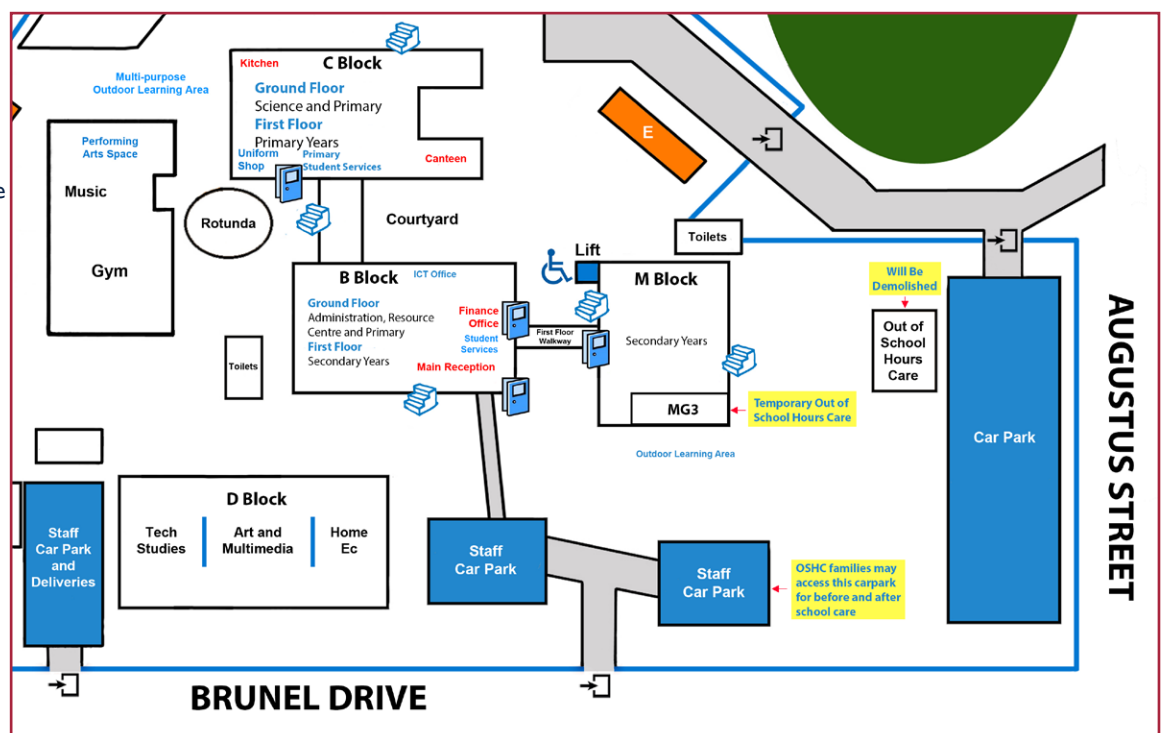 C Block
Kitchen
Ground Floor
Science and Primary
First Floor
Primary Years
Uniform
Shop
Primary
Student Services
Canteen
Multi-purpose
Outdoor Learning Area
Performing
Arts Space
Music
Gym
e
Rotunda
Courtyard
E
Toilets
Lift
B Block
ICT Office
Ground Floor
Administration, Resource
Centre and Primary
First Floor
Secondary Years
Finance
Office
Student
Services
Main Reception
First Floor
Walkway
M Block
Secondary Years
MG3
Temporary Out of
School Hours Care
Outdoor Learning Area
Will Be
Demolished
Out of
School
Hours
Care
Car Park
AUGUSTUS STREET
Toilets
D Block
Tech
Studies
Art and
Multimedia
Home
Ec
Staff
Car Park
and
Deliveries
Staff
Car Park
Staff
Car Park
OSHC families may
access this carpark
for before and after
school care
BRUNEL DRIVE